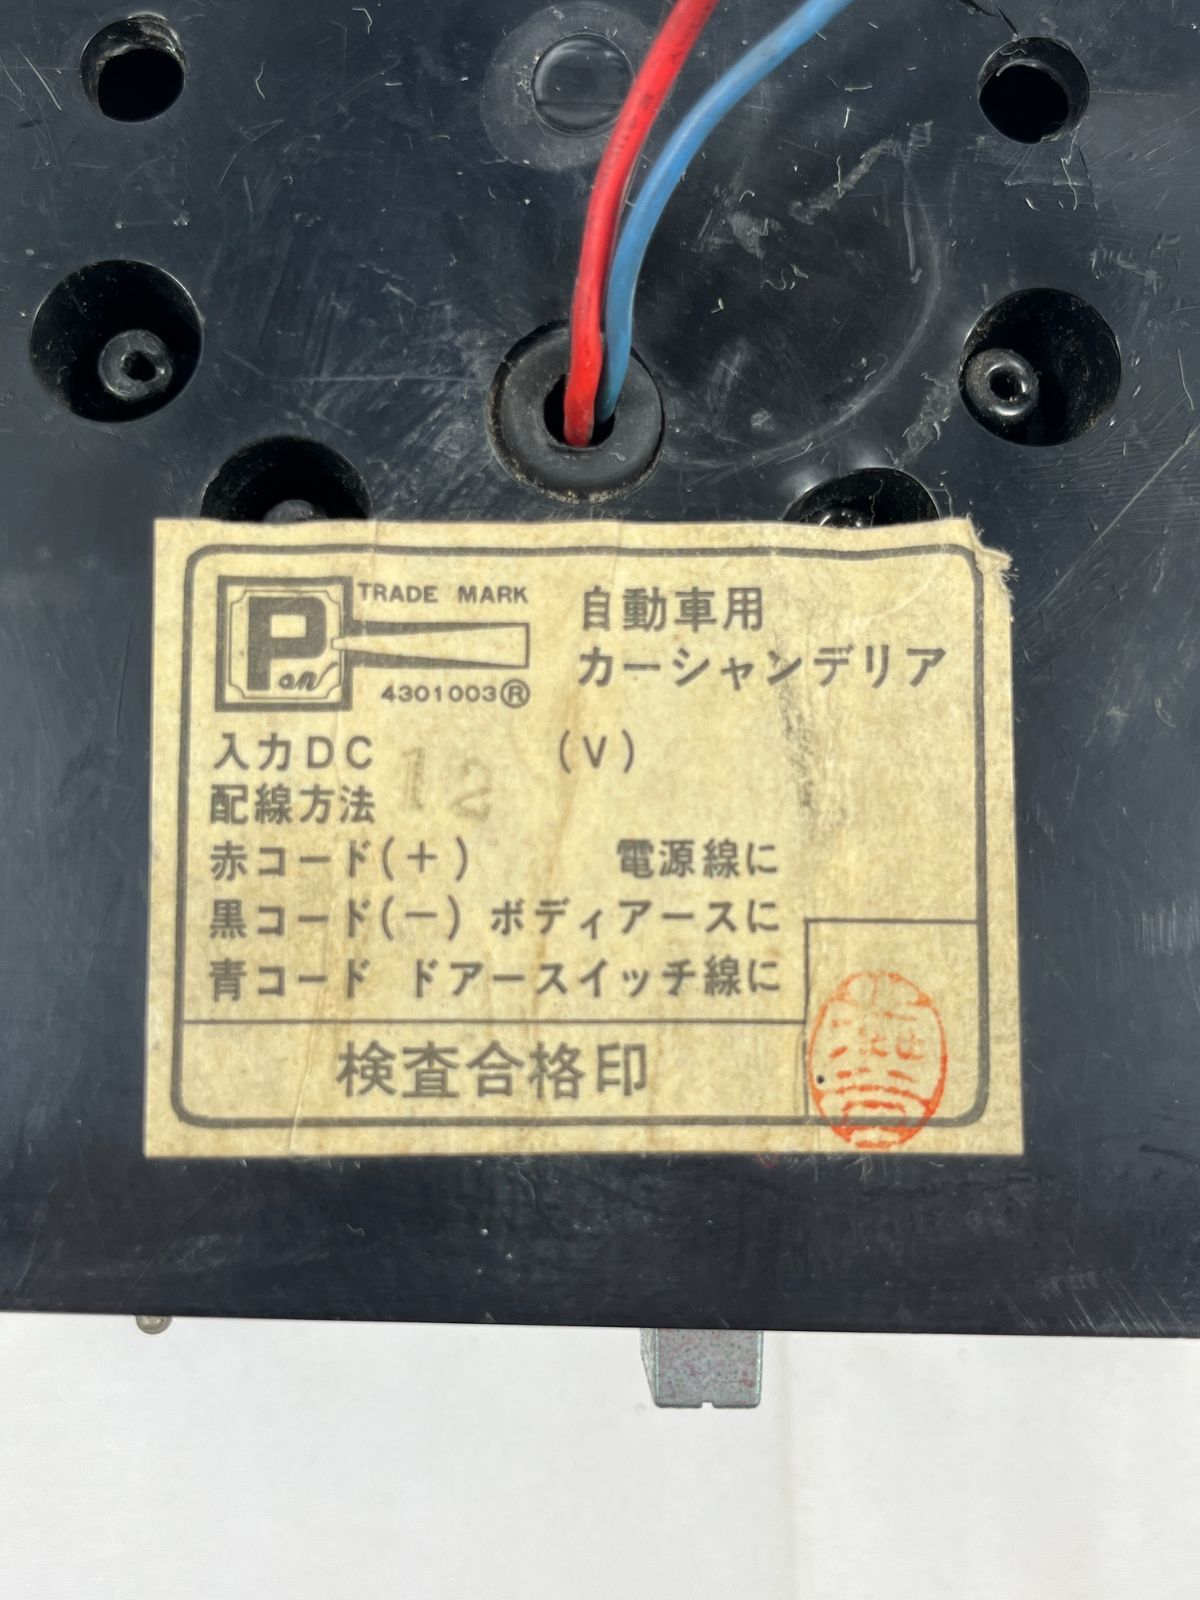 Pon
TRADE MARK
4301003®
自動車用
カーシャンデリア
入力DC 12 (V)
配線方法
赤コード(+) 電源線に
黒コード(−) ボディアースに
青コード ドアースイッチ線に
検査合格印